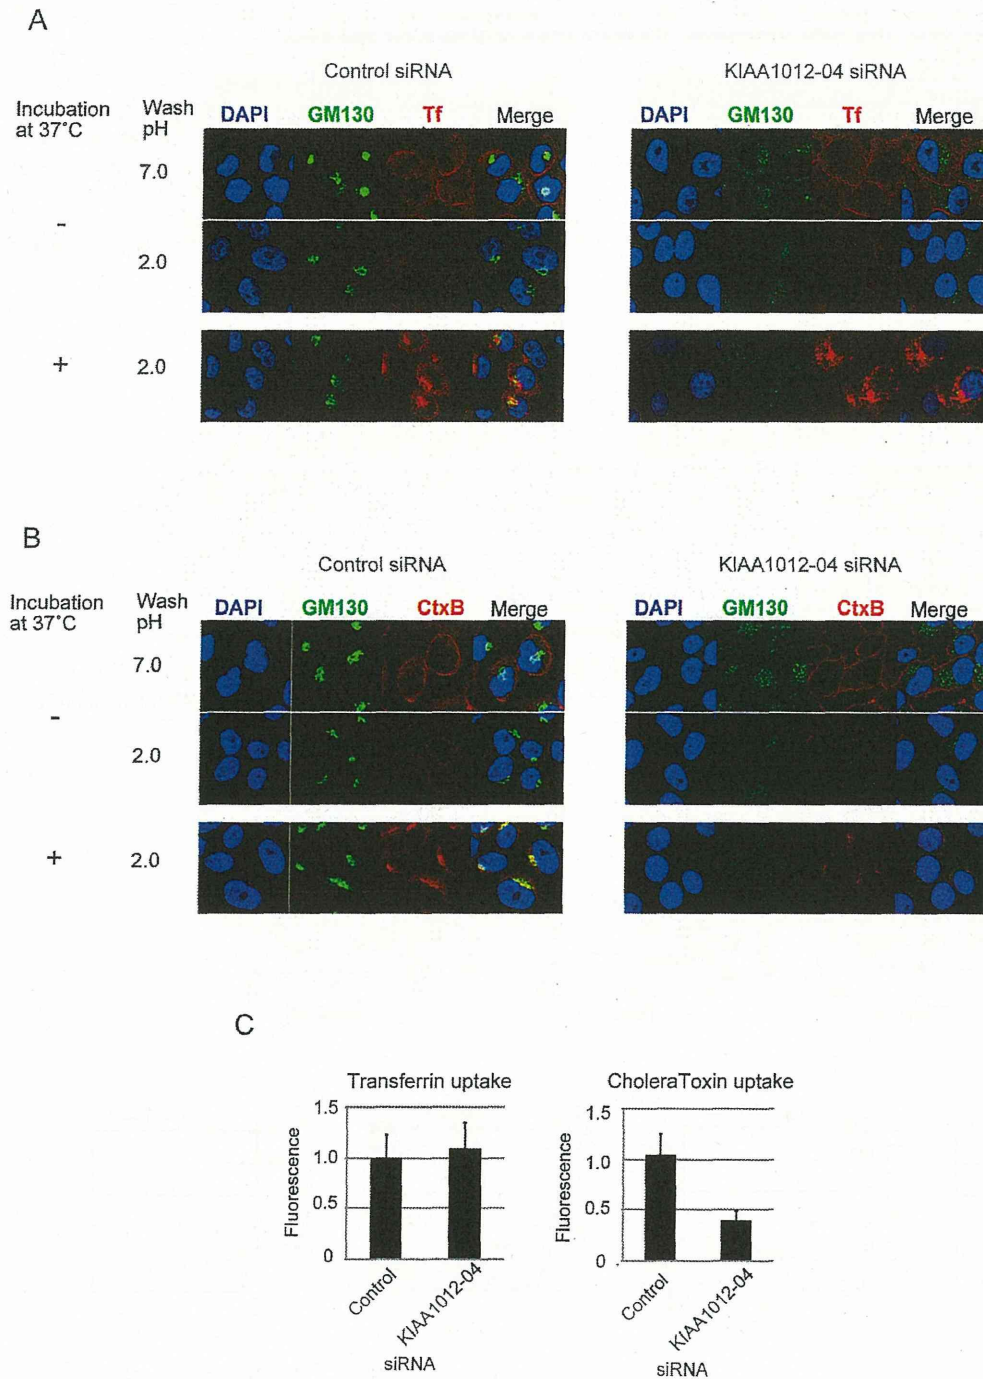 A
Control siRNA
KIAA1012-04 siRNA
Incubation at 37°C
Wash pH
DAPI GM130 Tf Merge
DAPI GM130 Tf Merge
7.0
-
2.0
+
2.0
B
Control siRNA
KIAA1012-04 siRNA
Incubation at 37°C
Wash pH
DAPI GM130 CtxB Merge
DAPI GM130 CtxB Merge
7.0
-
2.0
+
2.0
C
Transferrin uptake
Fluorescence
1.5
1.0
0.5
0
Control
KIAA1012-04
siRNA
CholeraToxin uptake
Fluorescence
1.5
1.0
0.5
0
Control
KIAA1012-04
siRNA